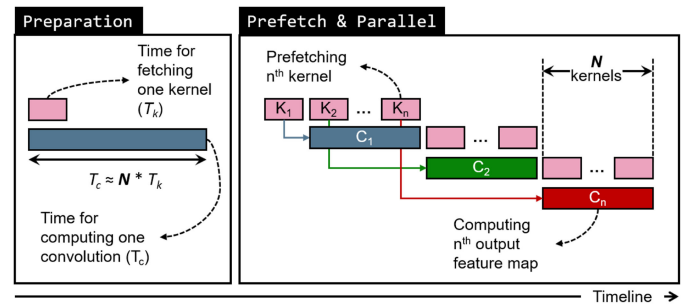 Preparation
Time for
fetching
one kernel
(Tk)
Tc ≈ N * Tk
Time for
computing one
convolution (Tc)
Prefetch & Parallel
Prefetching
nth kernel
N
kernels
K1 K2 ... Kn
C1
...
C2
...
Cn
Computing
nth output
feature map
Timeline